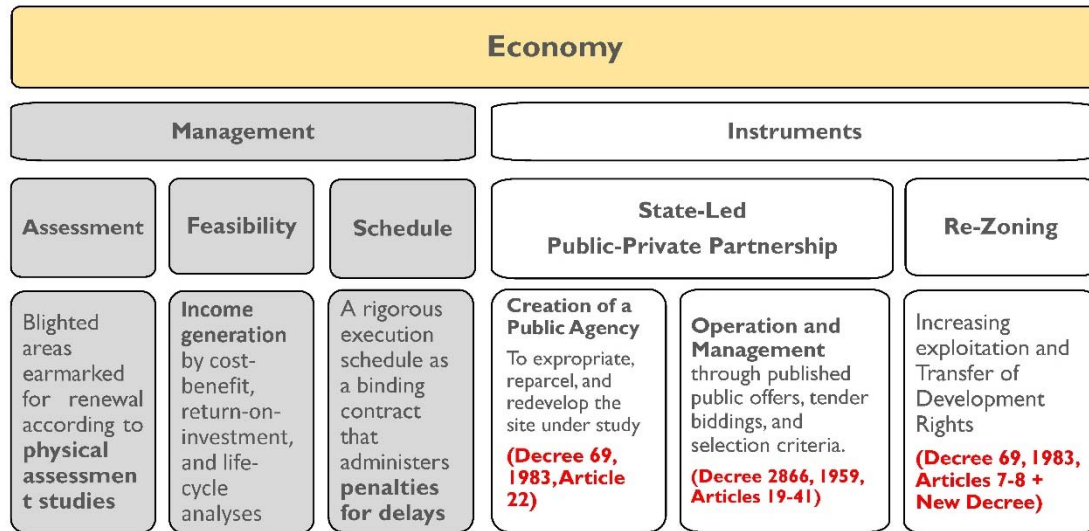 Economy
Management
Instruments
Assessment
Feasibility
Schedule
State-Led
Public-Private Partnership
Re-Zoning
Blighted
areas
earmarked
for renewal
according to
physical
assessmen
t studies
Income
generation
by cost-
benefit,
return-on-
investment,
and life-
cycle
analyses
A rigorous
execution
schedule as
a binding
contract
that
administers
penalties
for delays
Creation of a
Public Agency
To expropriate,
reparcel, and
redevelop the
site under study
(Decree 69,
1983, Article
22)
Operation and
Management
through published
public offers, tender
biddings, and
selection criteria.
(Decree 2866, 1959,
Articles 19-41)
Increasing
exploitation and
Transfer of
Development
Rights
(Decree 69, 1983,
Articles 7-8 +
New Decree)